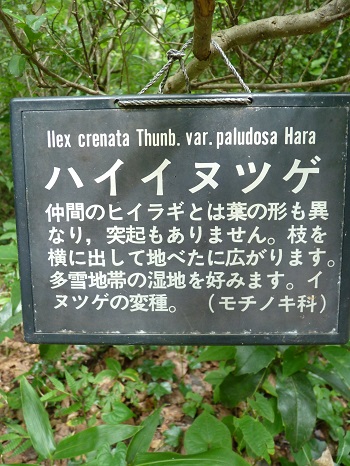 Ilex crenata Thunb. var. paludosa Hara
ハイイヌツゲ
仲間のヒイラギとは葉の形も異
なり，突起もありません。枝を
横に出して地べたに広がります。
多雪地帯の湿地を好みます。イ
ヌツゲの変種。（モチノキ科）